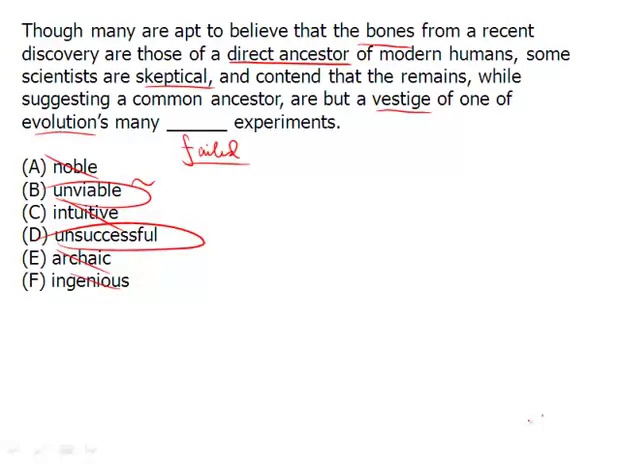 Though many are apt to believe that the bones from a recent
discovery are those of a direct ancestor of modern humans, some
scientists are skeptical, and contend that the remains, while
suggesting a common ancestor, are but a vestige of one of
evolution's many ______ experiments.
failed
(A) noble
(B) unviable
(C) intuitive
(D) unsuccessful
(E) archaic
(F) ingenious